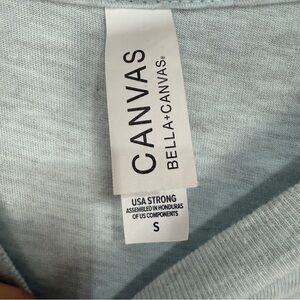 CANVAS
BELLA+CANVAS®
USA STRONG
ASSEMBLED IN HONDURAS
OF US COMPONENTS
S